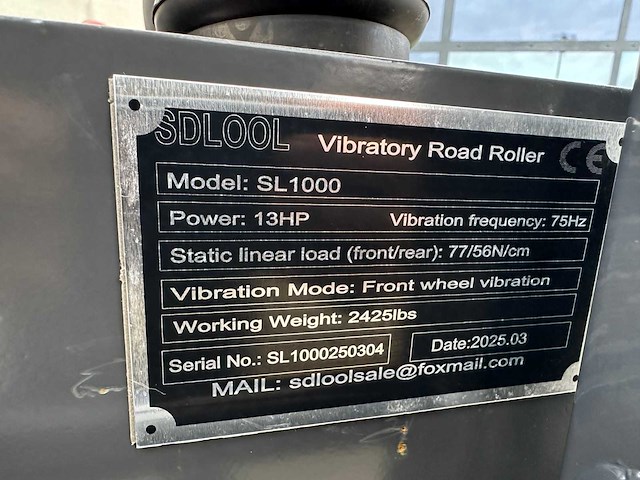 SDLOOL Vibratory Road Roller CE
Model: SL1000
Power: 13HP Vibration frequency: 75Hz
Static linear load (front/rear): 77/56N/cm
Vibration Mode: Front wheel vibration
Working Weight: 2425lbs
Serial No.: SL1000250304 Date:2025.03
MAIL: sdloolsale@foxmail.com